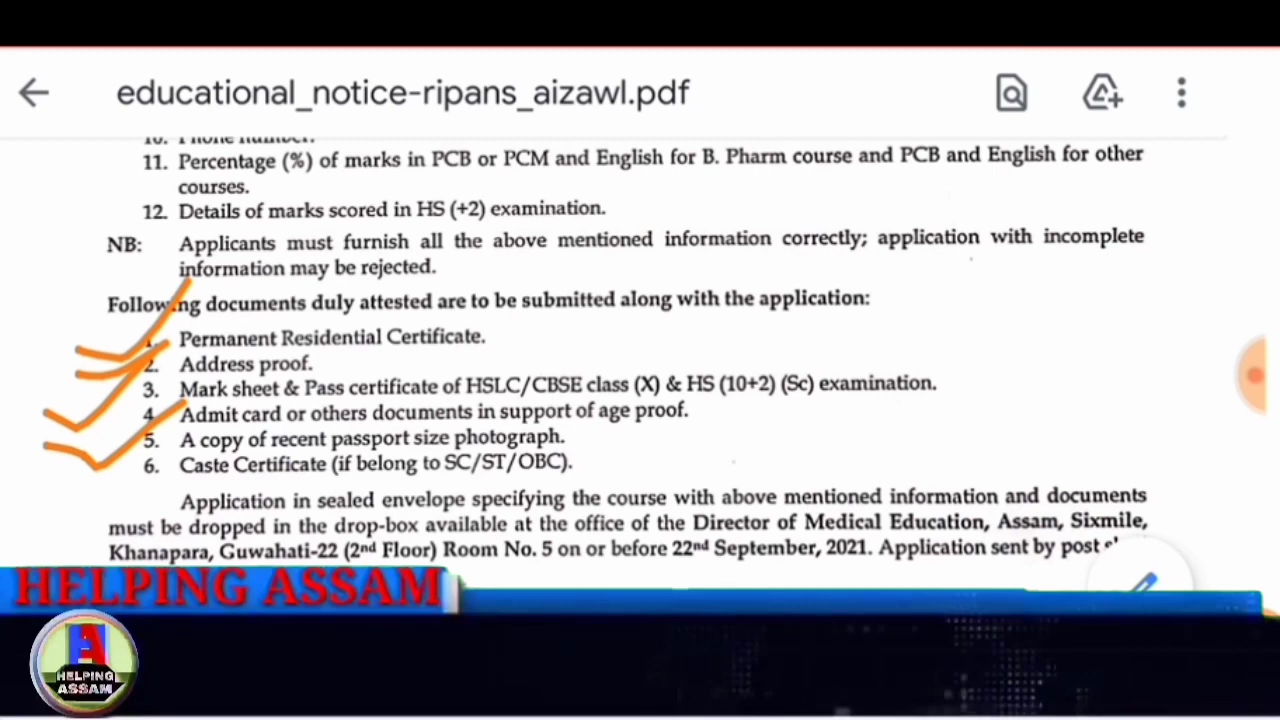 educational_notice-ripans_aizawl.pdf
10. Phone number.
11. Percentage (%) of marks in PCB or PCM and English for B. Pharm course and PCB and English for other
courses.
12. Details of marks scored in HS (+2) examination.
NB: Applicants must furnish all the above mentioned information correctly; application with incomplete
information may be rejected.
Following documents duly attested are to be submitted along with the application:
1. Permanent Residential Certificate.
2. Address proof.
3. Mark sheet & Pass certificate of HSLC/CBSE class (X) & HS (10+2) (Sc) examination.
4. Admit card or others documents in support of age proof.
5. A copy of recent passport size photograph.
6. Caste Certificate (if belong to SC/ST/OBC).
Application in sealed envelope specifying the course with above mentioned information and documents
must be dropped in the drop-box available at the office of the Director of Medical Education, Assam, Sixmile,
Khanapara, Guwahati-22 (2nd Floor) Room No. 5 on or before 22nd September, 2021. Application sent by post
HELPING ASSAM
HA
HELPING
ASSAM